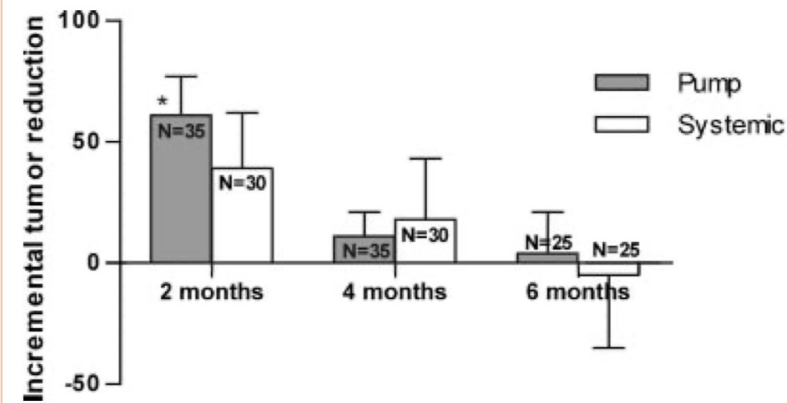 Incremental tumor reduction
100
50
0
-50
*
N=35
N=30
N=35
N=30
N=25
N=25
2 months
4 months
6 months
Pump
Systemic